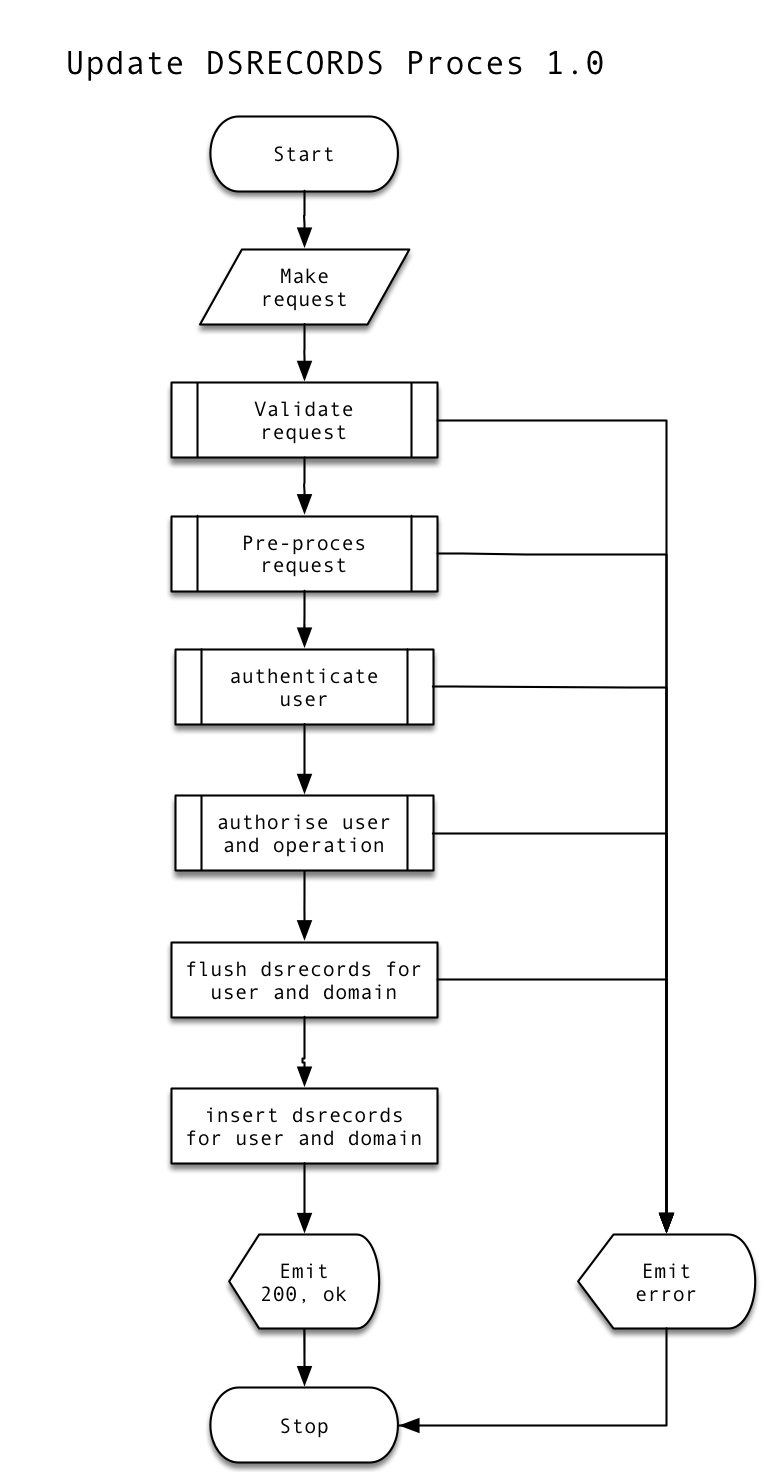 Update DSRECORDS Proces 1.0
Start
Make
request
Validate
request
Pre-proces
request
authenticate
user
authorise user
and operation
flush dsrecords for
user and domain
insert dsrecords
for user and domain
Emit
200, ok
Emit
error
Stop